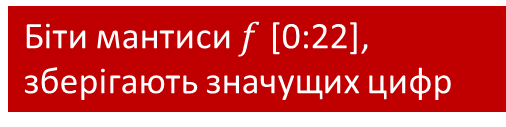 Біти мантиси 𝑓 [0:22],
зберігають значущих цифр